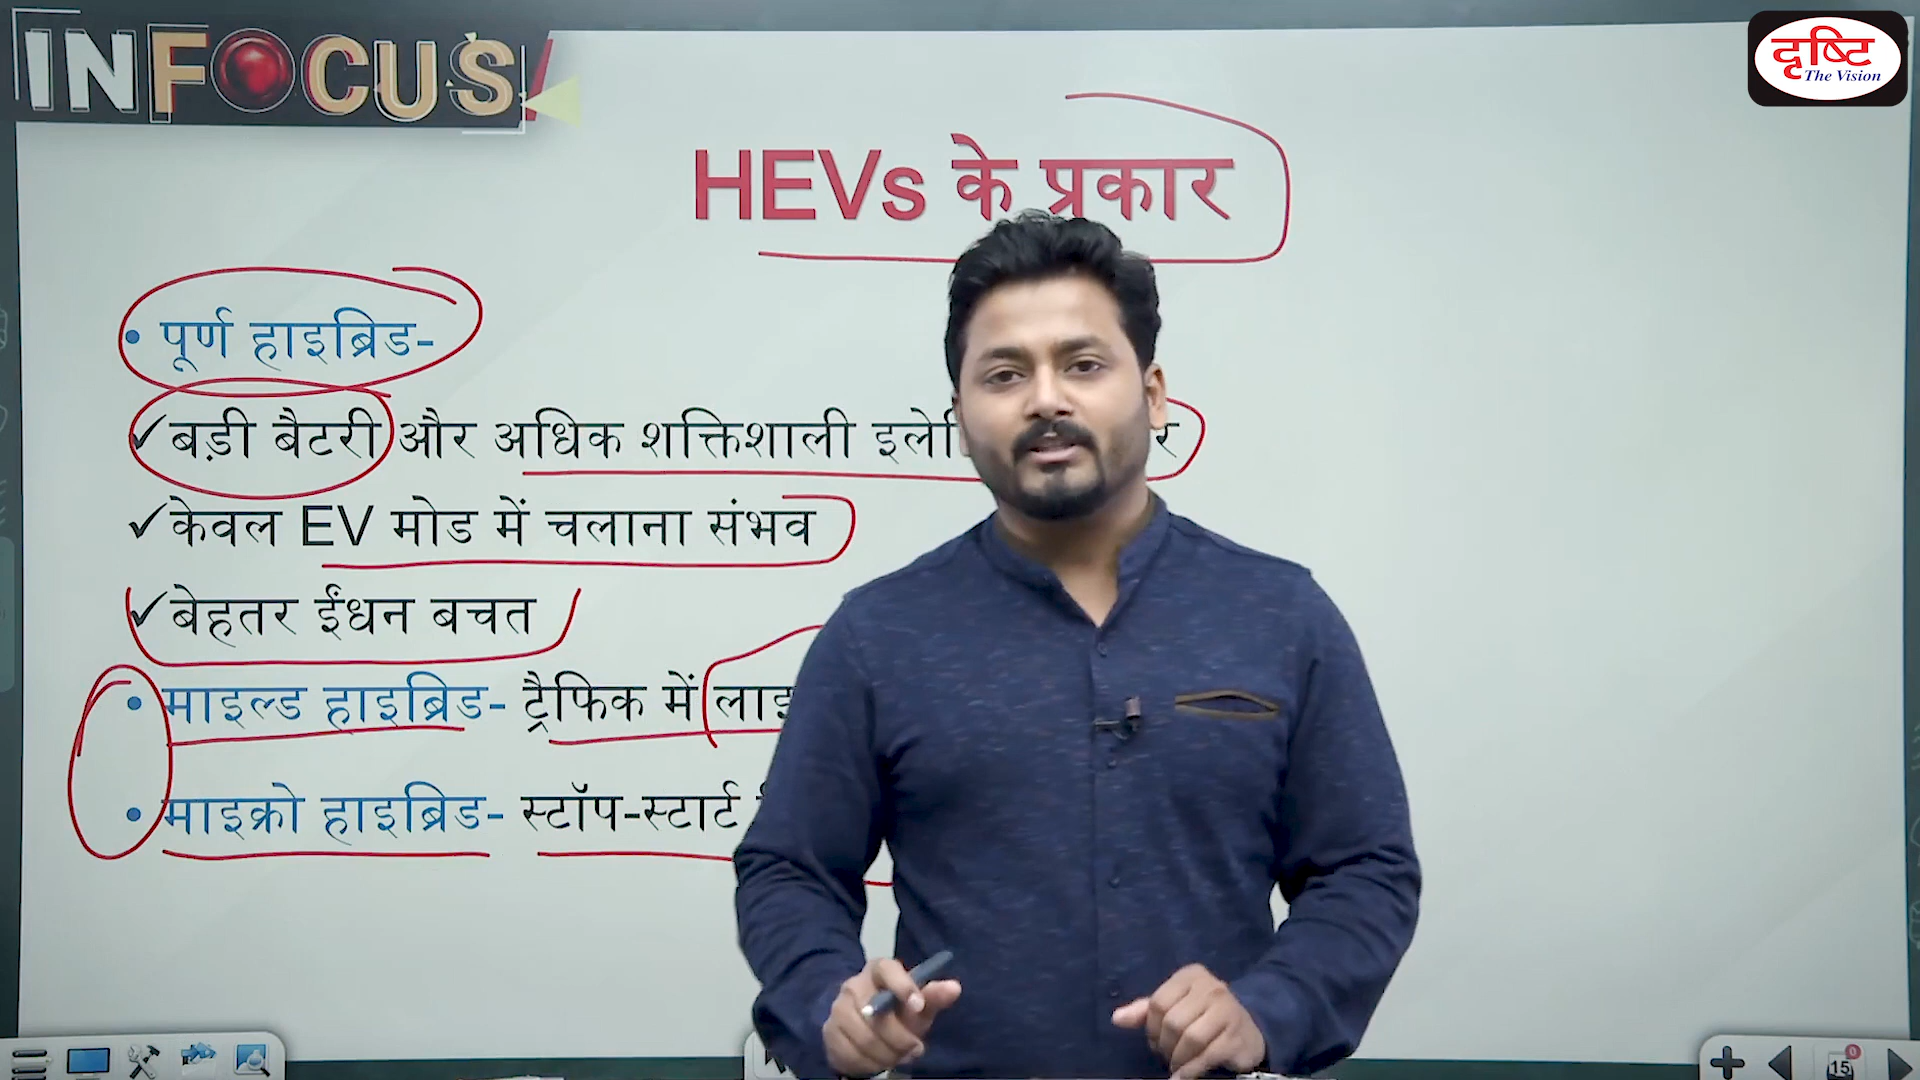 INFOCUS
दृष्टि
The Vision
HEVs के प्रकार
• पूर्ण हाइब्रिड-
✓बड़ी बैटरी और अधिक शक्तिशाली
✓केवल EV मोड में चलाना संभव
✓बेहतर ईंधन बचत
• माइल्ड हाइब्रिड- ट्रैफिक में
• माइक्रो हाइब्रिड- स्टॉप-स्टार्ट
15
0